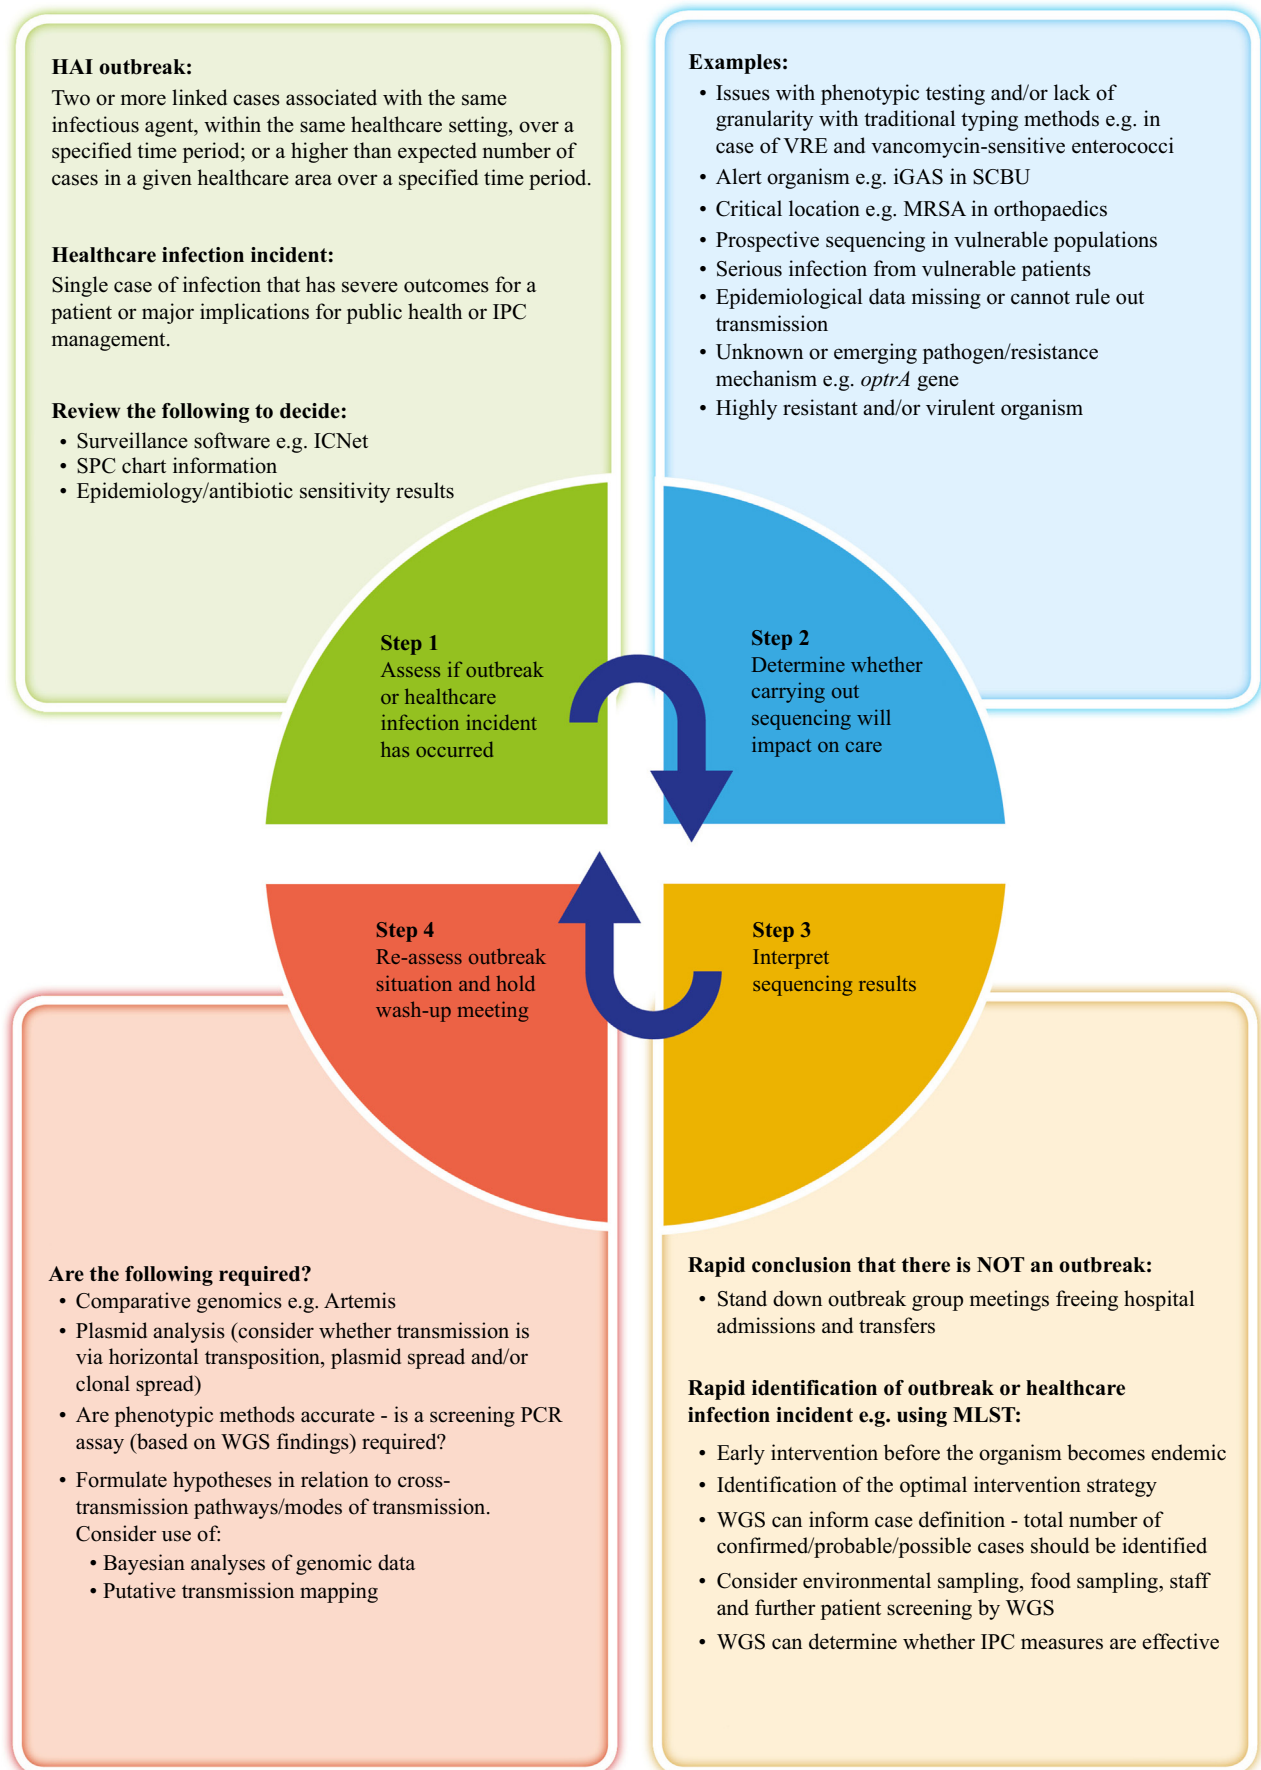 HAI outbreak:
Two or more linked cases associated with the same
infectious agent, within the same healthcare setting, over a
specified time period; or a higher than expected number of
cases in a given healthcare area over a specified time period.
Healthcare infection incident:
Single case of infection that has severe outcomes for a
patient or major implications for public health or IPC
management.
Review the following to decide:
• Surveillance software e.g. ICNet
• SPC chart information
• Epidemiology/antibiotic sensitivity results
Step 1
Assess if outbreak
or healthcare
infection incident
has occurred
Examples:
• Issues with phenotypic testing and/or lack of
granularity with traditional typing methods e.g. in
case of VRE and vancomycin-sensitive enterococci
• Alert organism e.g. iGAS in SCBU
• Critical location e.g. MRSA in orthopaedics
• Prospective sequencing in vulnerable populations
• Serious infection from vulnerable patients
• Epidemiological data missing or cannot rule out
transmission
• Unknown or emerging pathogen/resistance
mechanism e.g. optrA gene
• Highly resistant and/or virulent organism
Step 2
Determine whether
carrying out
sequencing will
impact on care
Step 3
Interpret
sequencing results
Rapid conclusion that there is NOT an outbreak:
• Stand down outbreak group meetings freeing hospital
admissions and transfers
Rapid identification of outbreak or healthcare
infection incident e.g. using MLST:
• Early intervention before the organism becomes endemic
• Identification of the optimal intervention strategy
• WGS can inform case definition - total number of
confirmed/probable/possible cases should be identified
• Consider environmental sampling, food sampling, staff
and further patient screening by WGS
• WGS can determine whether IPC measures are effective
Step 4
Re-assess outbreak
situation and hold
wash-up meeting
Are the following required?
• Comparative genomics e.g. Artemis
• Plasmid analysis (consider whether transmission is
via horizontal transposition, plasmid spread and/or
clonal spread)
• Are phenotypic methods accurate - is a screening PCR
assay (based on WGS findings) required?
• Formulate hypotheses in relation to cross-
transmission pathways/modes of transmission.
Consider use of:
• Bayesian analyses of genomic data
• Putative transmission mapping